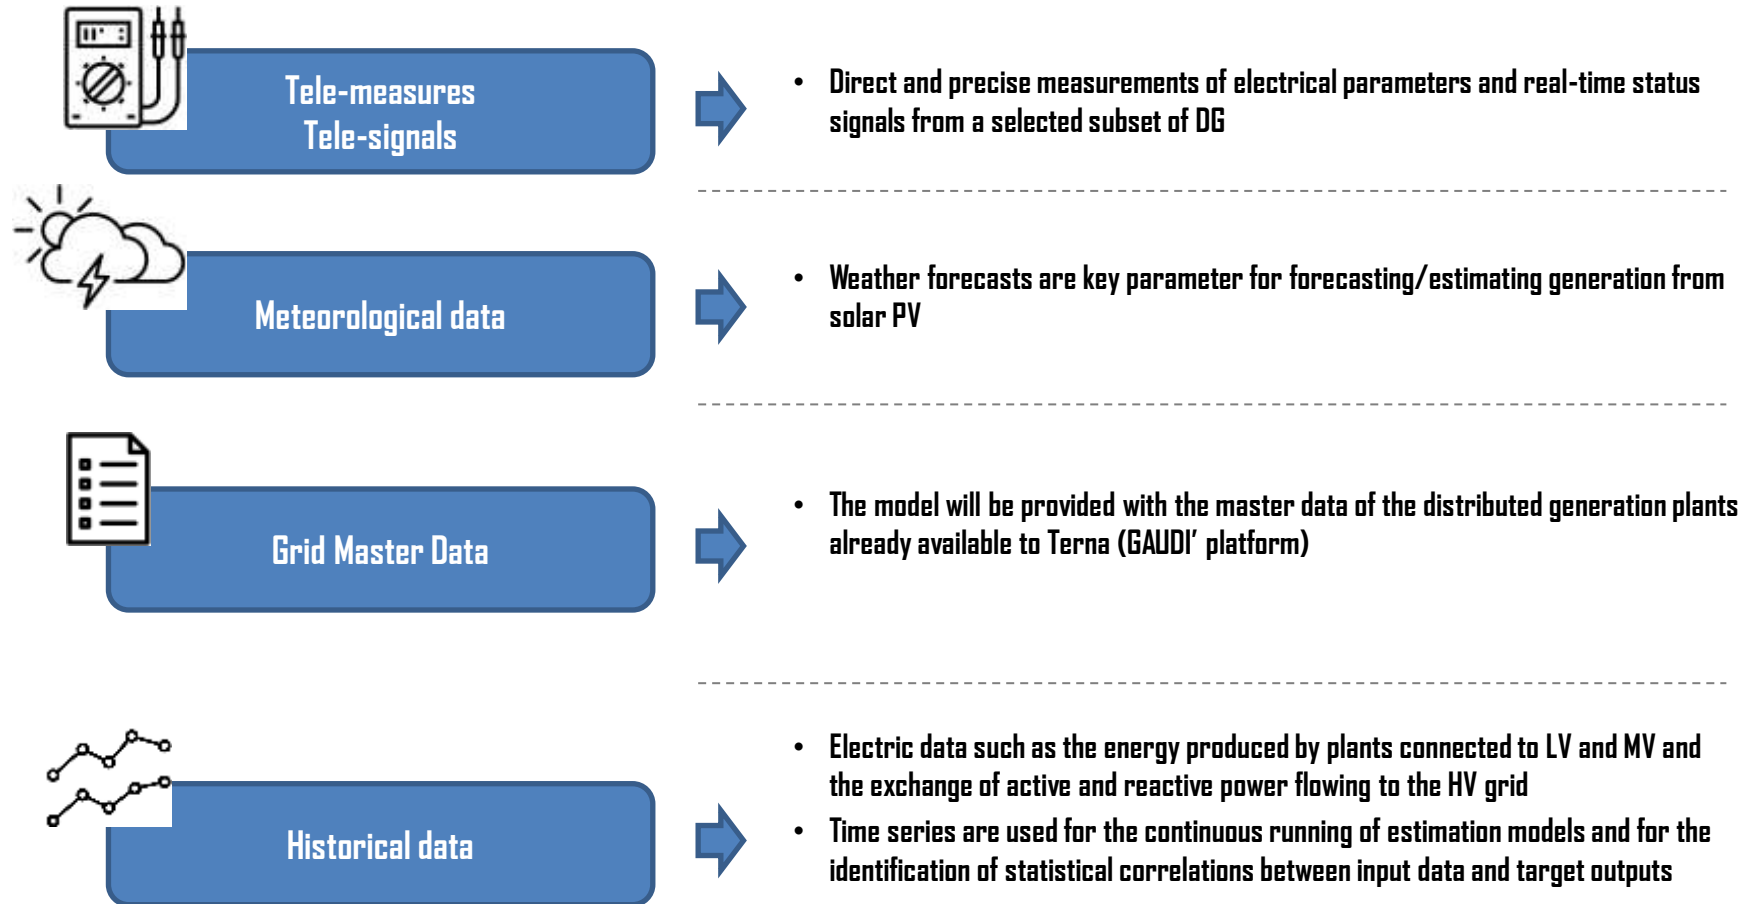 Tele-measures
Tele-signals
• Direct and precise measurements of electrical parameters and real-time status
signals from a selected subset of DG
Meteorological data
• Weather forecasts are key parameter for forecasting/estimating generation from
solar PV
Grid Master Data
• The model will be provided with the master data of the distributed generation plants
already available to Terna (GAUDI’ platform)
Historical data
• Electric data such as the energy produced by plants connected to LV and MV and
the exchange of active and reactive power flowing to the HV grid
• Time series are used for the continuous running of estimation models and for the
identification of statistical correlations between input data and target outputs